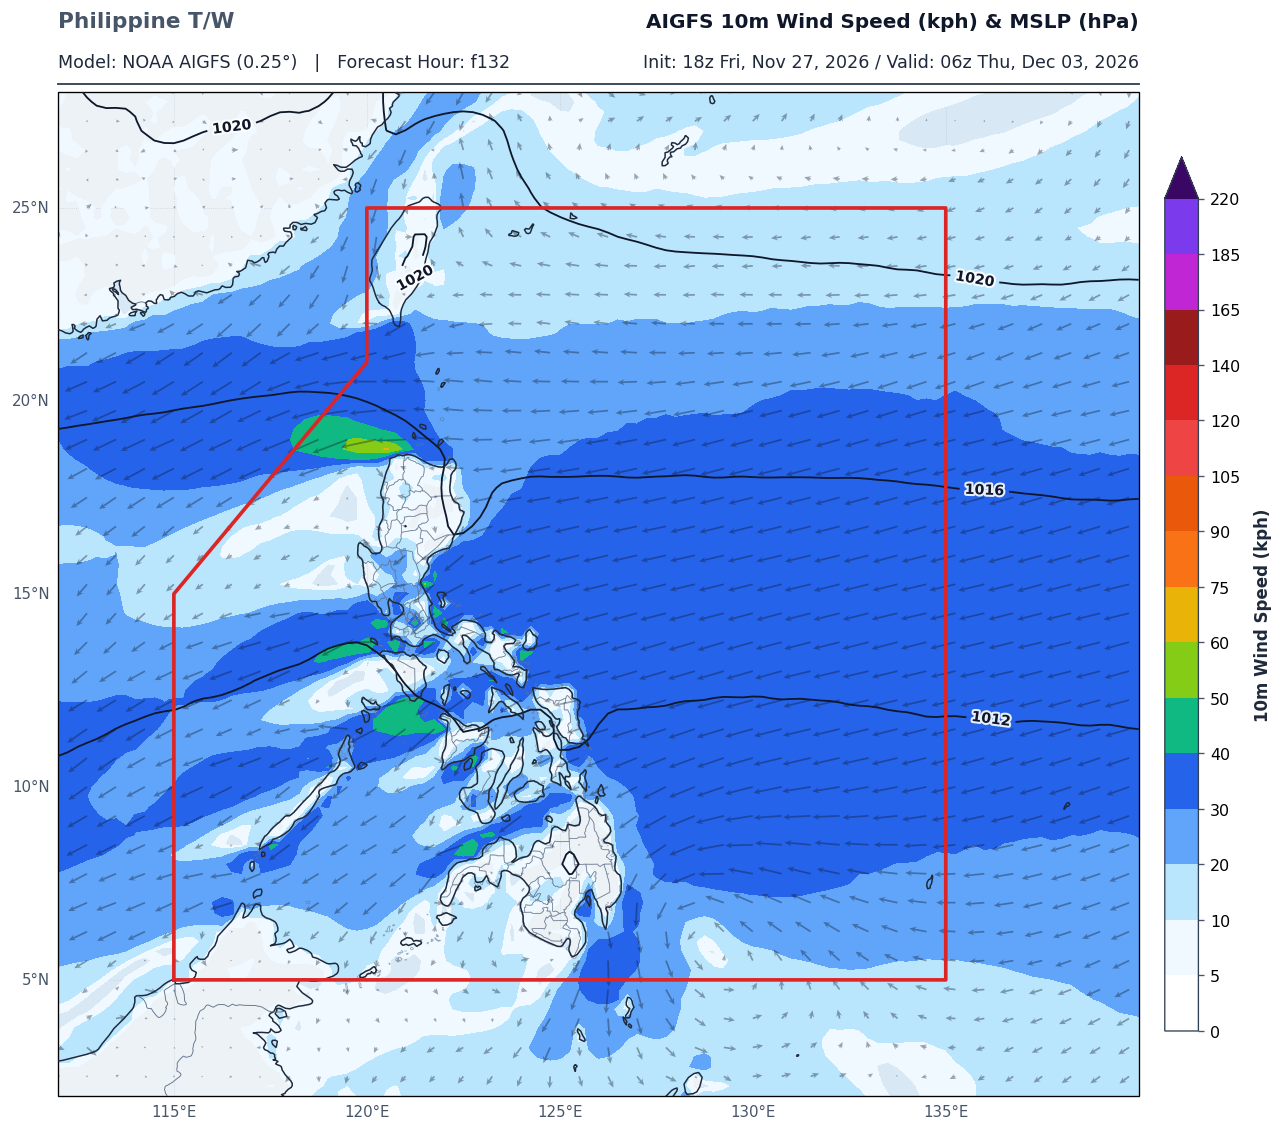 Philippine T/W
AIGFS 10m Wind Speed (kph) & MSLP (hPa)
Model: NOAA AIGFS (0.25°)   |   Forecast Hour: f132
Init: 18z Fri, Nov 27, 2026 / Valid: 06z Thu, Dec 03, 2026
1020
25°N
1020
1020
20°N
1016
15°N
1012
10°N
5°N
115°E
120°E
125°E
130°E
135°E
220
185
165
140
120
105
90
75
60
50
40
30
20
10
5
0
10m Wind Speed (kph)